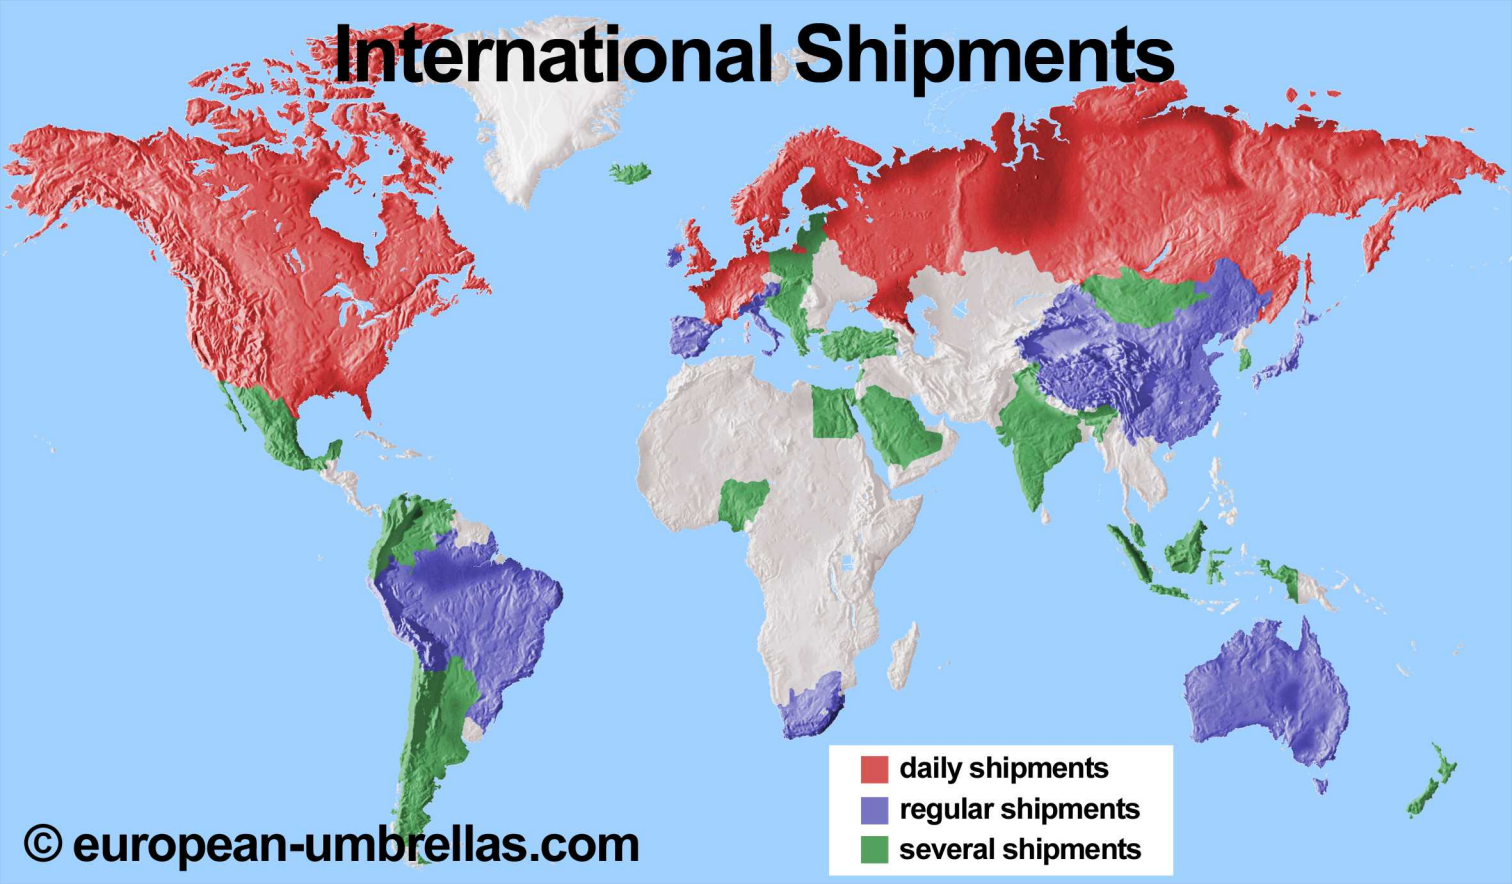 International Shipments
daily shipments
regular shipments
several shipments
© european-umbrellas.com